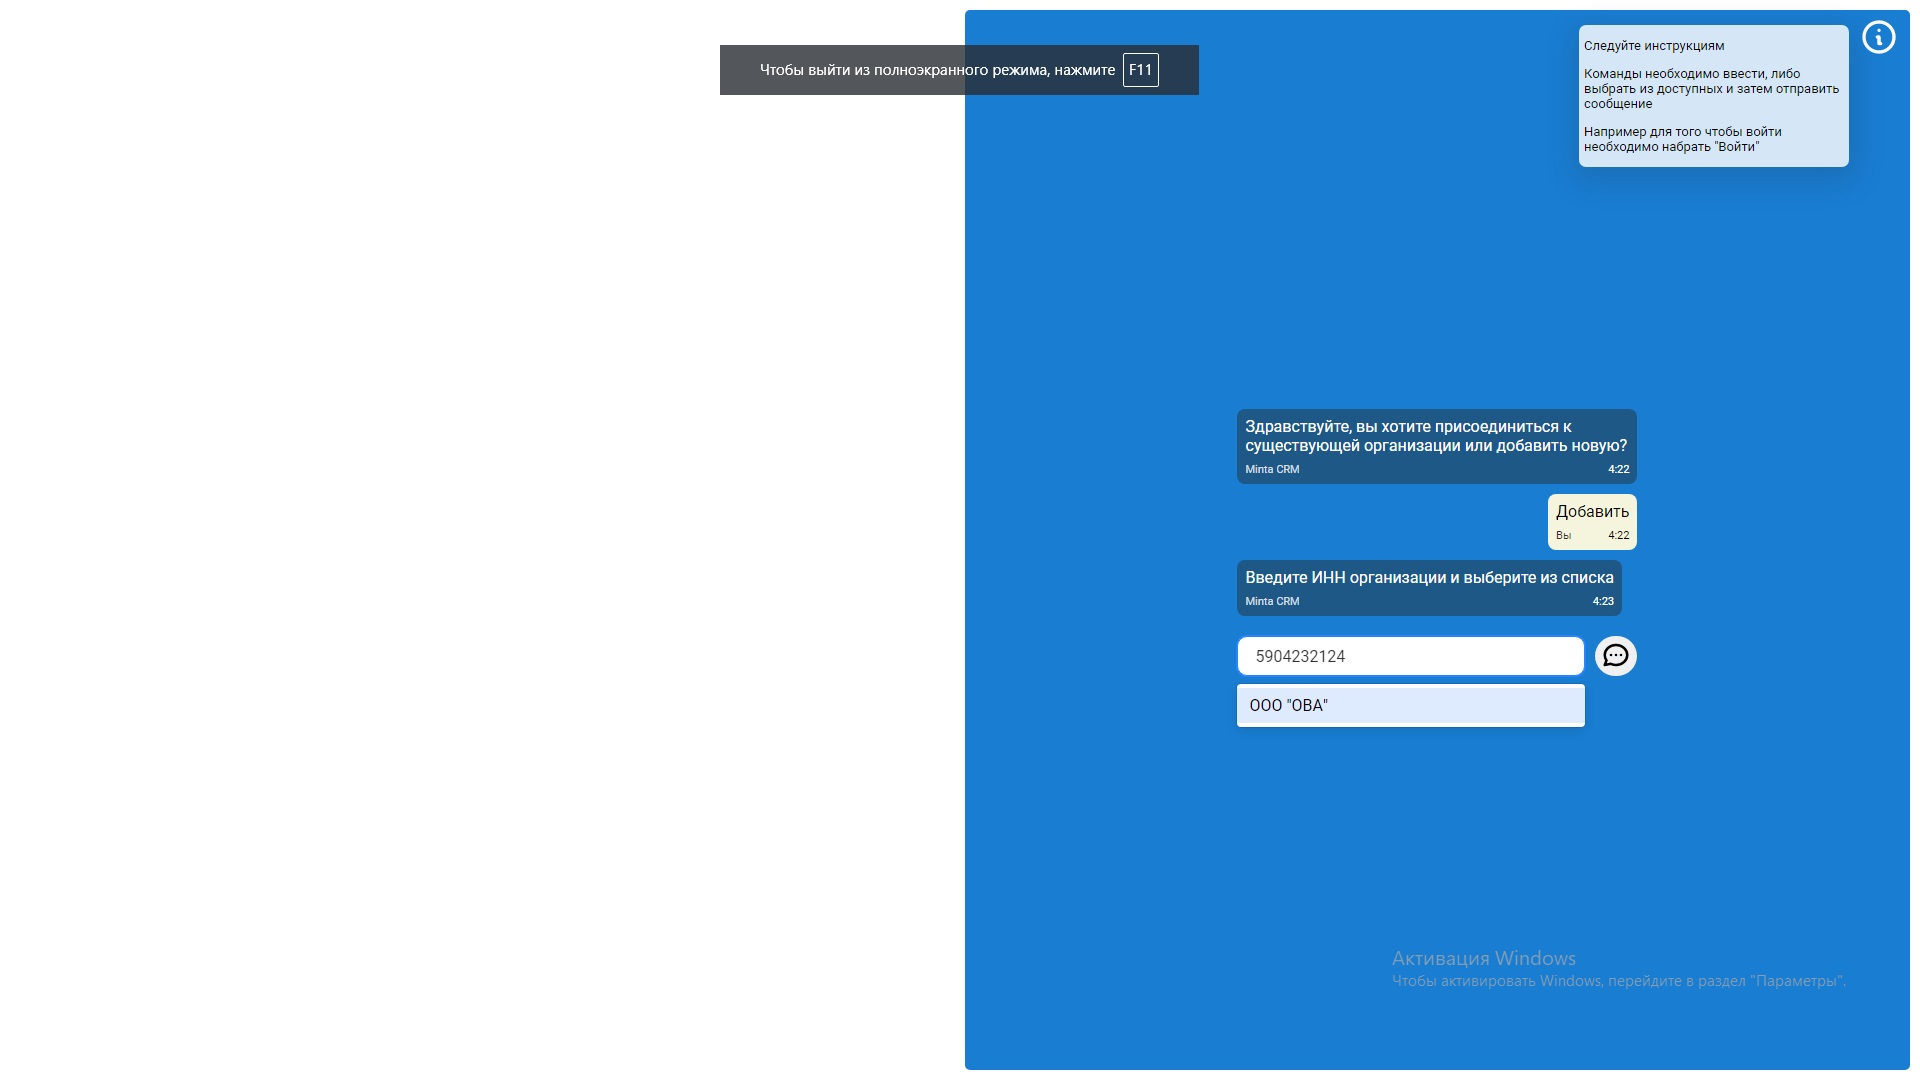 Чтобы выйти из полноэкранного режима, нажмите F11
Следуйте инструкциям
Команды необходимо ввести, либо
выбрать из доступных и затем отправить
сообщение
Например для того чтобы войти
необходимо набрать "Войти"
Здравствуйте, вы хотите присоединиться к
существующей организации или добавить новую?
Minta CRM 4:22
Добавить
Вы 4:22
Введите ИНН организации и выберите из списка
Minta CRM 4:23
5904232124
ООО "ОВА"
Активация Windows
Чтобы активировать Windows, перейдите в раздел "Параметры".